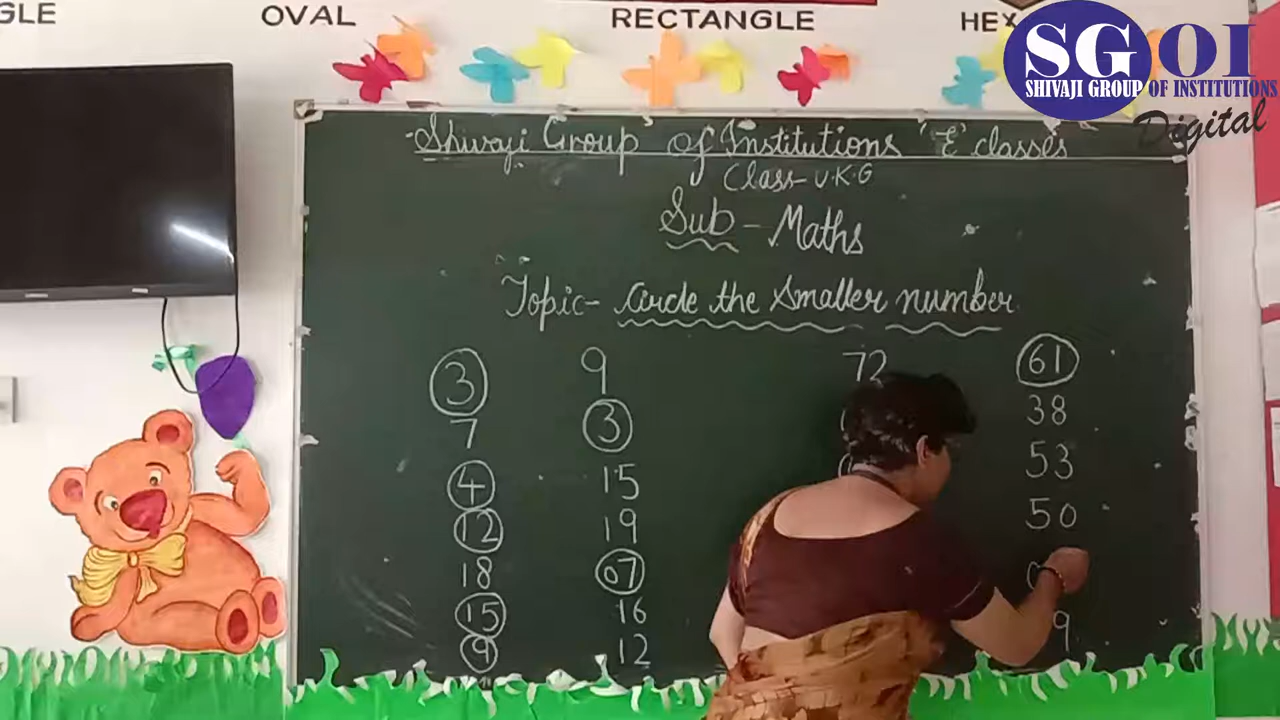 GLE OVAL RECTANGLE HEX
SGOI
SHIVAJI GROUP OF INSTITUTIONS
Digital
Shivaji Group of Institutions 'E' classes
Class-U.K.G
Sub - Maths
Topic- Circle the Smaller number
3 9 72 61
7 3 38
4 15 53
12 19 50
18 07
15 16 9
9 12